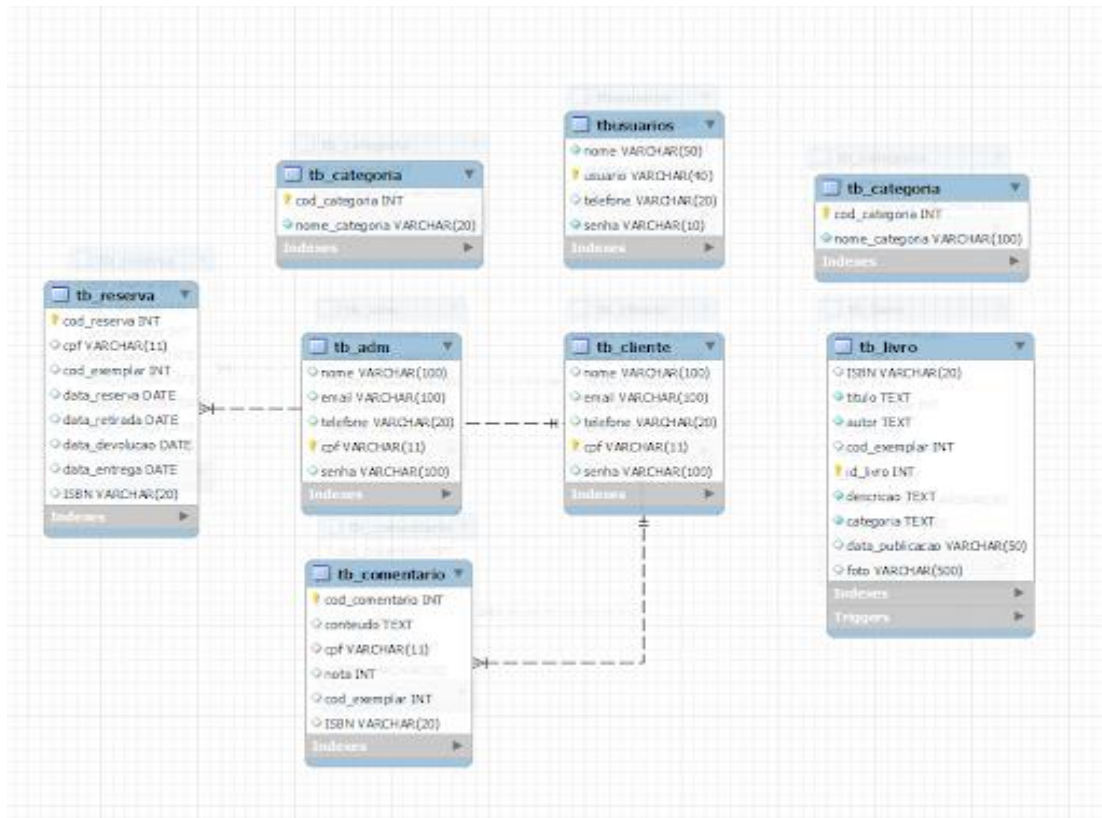 tbusuarios
nome VARCHAR(50)
usuario VARCHAR(40)
telefone VARCHAR(20)
senha VARCHAR(10)
Indexes
tb_categoria
cod_categoria INT
nome_categoria VARCHAR(20)
Indexes
tb_categoria
cod_categoria INT
nome_categoria VARCHAR(100)
Indexes
tb_reserva
cod_reserva INT
cpf VARCHAR(11)
cod_exemplar INT
data_reserva DATE
data_retirada DATE
data_devolucao DATE
data_entrega DATE
ISBN VARCHAR(20)
Indexes
tb_adm
nome VARCHAR(100)
email VARCHAR(100)
telefone VARCHAR(20)
cpf VARCHAR(11)
senha VARCHAR(100)
Indexes
tb_cliente
nome VARCHAR(100)
email VARCHAR(100)
telefone VARCHAR(20)
cpf VARCHAR(11)
senha VARCHAR(100)
Indexes
tb_livro
ISBN VARCHAR(20)
titulo TEXT
autor TEXT
cod_exemplar INT
id_livro INT
descricao TEXT
categoria TEXT
data_publicacao VARCHAR(50)
foto VARCHAR(500)
Indexes
Triggers
tb_comentario
cod_comentario INT
conteudo TEXT
cpf VARCHAR(11)
nota INT
cod_exemplar INT
ISBN VARCHAR(20)
Indexes